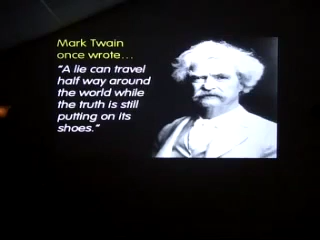 Mark Twain
once wrote...
"A lie can travel
half way around
the world while
the truth is still
putting on its
shoes."